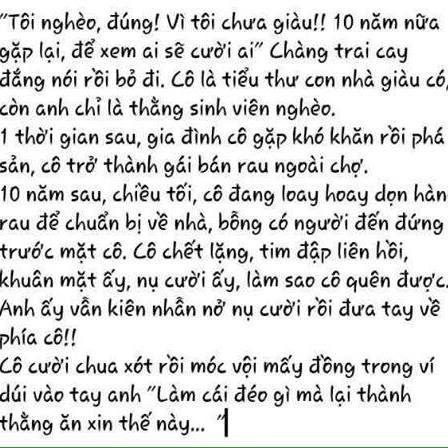 "Tôi nghèo, đúng! Vì tôi chưa giàu!! 10 năm nữa
gặp lại, để xem ai sẽ cười ai" Chàng trai cay
đắng nói rồi bỏ đi. Cô là tiểu thư con nhà giàu có,
còn anh chỉ là thằng sinh viên nghèo.
1 thời gian sau, gia đình cô gặp khó khăn rồi phá
sản, cô trở thành gái bán rau ngoài chợ.
10 năm sau, chiều tối, cô đang loay hoay dọn hàn
rau để chuẩn bị về nhà, bỗng có người đến đứng
trước mặt cô. Cô chết lặng, tim đập liên hồi,
khuân mặt ấy, nụ cười ấy, làm sao cô quên được.
Anh ấy vẫn kiên nhẫn nở nụ cười rồi đưa tay về
phía cô!!
Cô cười chua xót rồi móc vội mấy đồng trong ví
dúi vào tay anh "Làm cái đéo gì mà lại thành
thằng ăn xin thế này... "